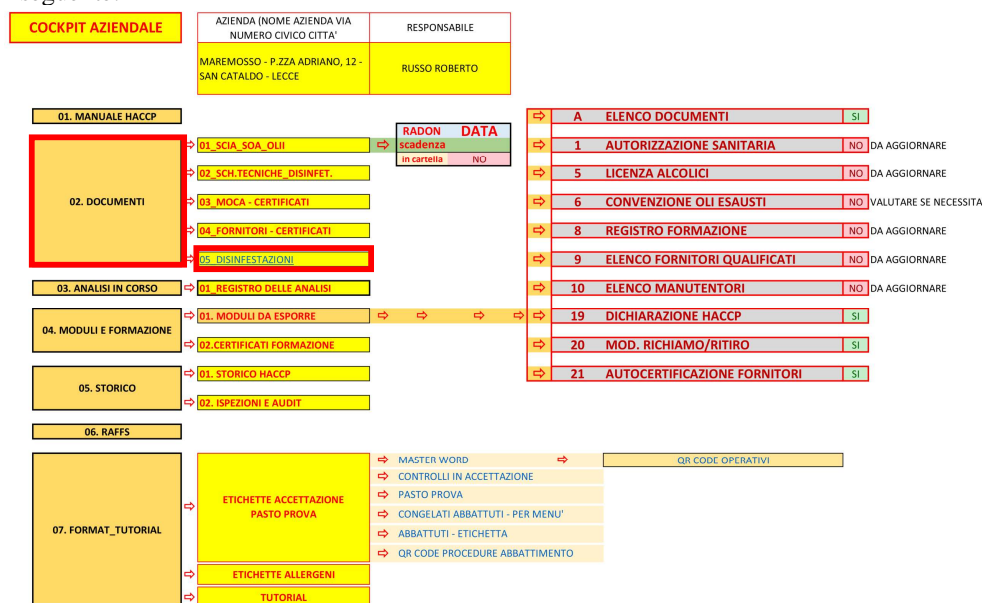 COCKPIT AZIENDALE
AZIENDA (NOME AZIENDA VIA
NUMERO CIVICO CITTA'
RESPONSABILE
MAREMOSSO - P.ZZA ADRIANO, 12 -
SAN CATALDO - LECCE
RUSSO ROBERTO
01. MANUALE HACCP
A ELENCO DOCUMENTI SI
RADON DATA
scadenza
in cartella NO
01_SCIA_SOA_OLII
1 AUTORIZZAZIONE SANITARIA NO DA AGGIORNARE
02_SCH.TECNICHE_DISINFET.
5 LICENZA ALCOLICI NO DA AGGIORNARE
02. DOCUMENTI
03_MOCA - CERTIFICATI
6 CONVENZIONE OLI ESAUSTI NO VALUTARE SE NECESSITA
04_FORNITORI - CERTIFICATI
8 REGISTRO FORMAZIONE NO DA AGGIORNARE
05_DISINFESTAZIONI
9 ELENCO FORNITORI QUALIFICATI NO DA AGGIORNARE
03. ANALISI IN CORSO
01_REGISTRO DELLE ANALISI
10 ELENCO MANUTENTORI NO DA AGGIORNARE
04. MODULI E FORMAZIONE
01. MODULI DA ESPORRE
19 DICHIARAZIONE HACCP SI
02.CERTIFICATI FORMAZIONE
20 MOD. RICHIAMO/RITIRO SI
05. STORICO
01. STORICO HACCP
21 AUTOCERTIFICAZIONE FORNITORI SI
02. ISPEZIONI E AUDIT
06. RAFFS
07. FORMAT_TUTORIAL
ETICHETTE ACCETTAZIONE
PASTO PROVA
MASTER WORD
QR CODE OPERATIVI
CONTROLLI IN ACCETTAZIONE
PASTO PROVA
CONGELATI ABBATTUTI - PER MENU'
ABBATTUTI - ETICHETTA
QR CODE PROCEDURE ABBATTIMENTO
ETICHETTE ALLERGENI
TUTORIAL